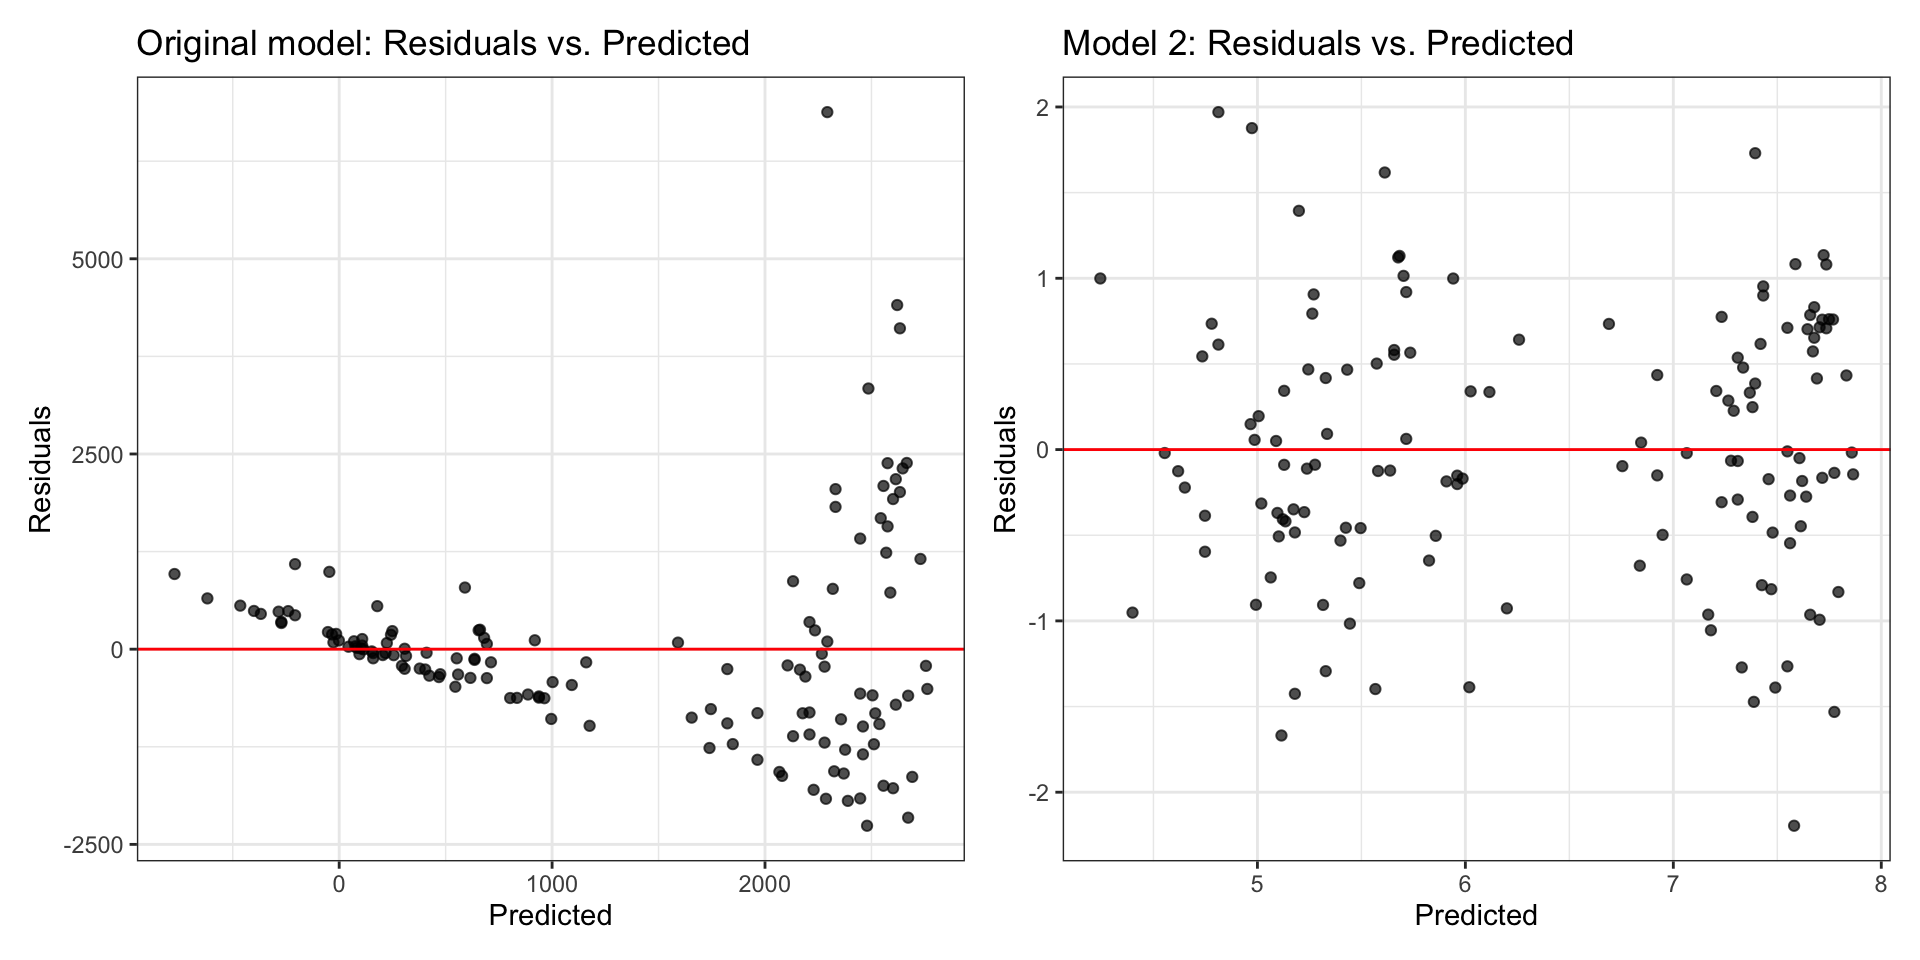 Original model: Residuals vs. Predicted
Residuals
5000
2500
0
-2500
0 1000 2000
Predicted
Model 2: Residuals vs. Predicted
Residuals
2
1
0
-1
-2
5 6 7 8
Predicted